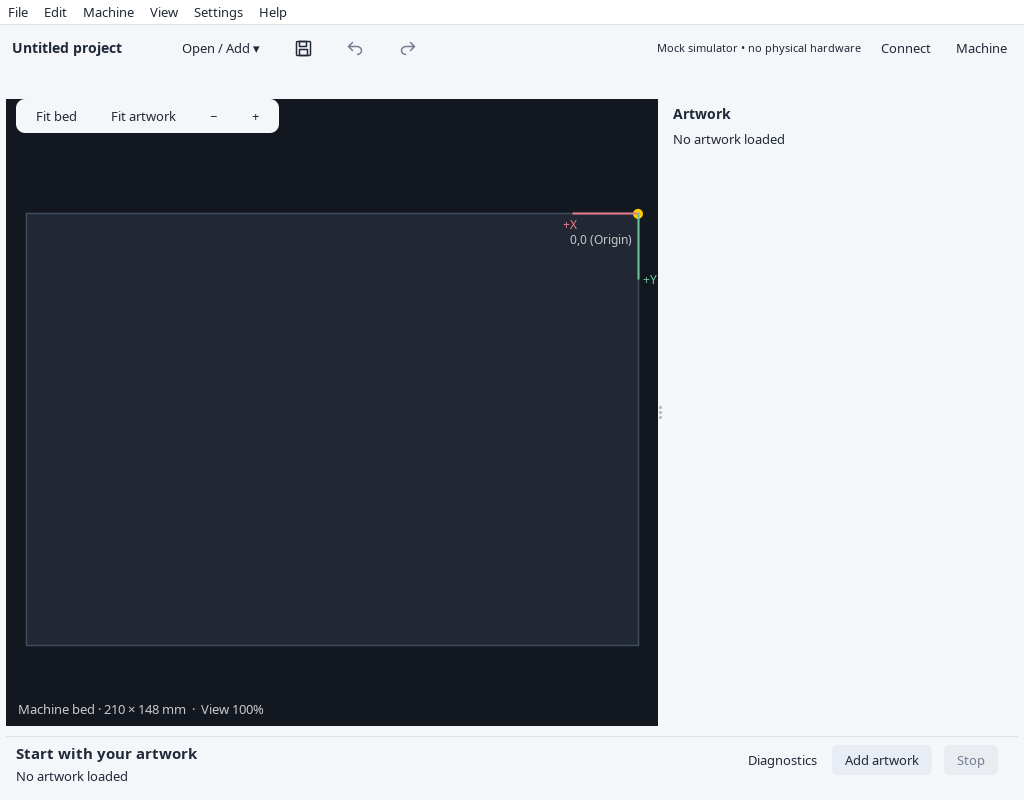 File Edit Machine View Settings Help
Untitled project Open / Add ▾ Mock simulator • no physical hardware Connect Machine
Fit bed Fit artwork − +
Artwork
No artwork loaded
+X
0,0 (Origin)
+Y
Machine bed · 210 × 148 mm · View 100%
Start with your artwork
No artwork loaded
Diagnostics Add artwork Stop